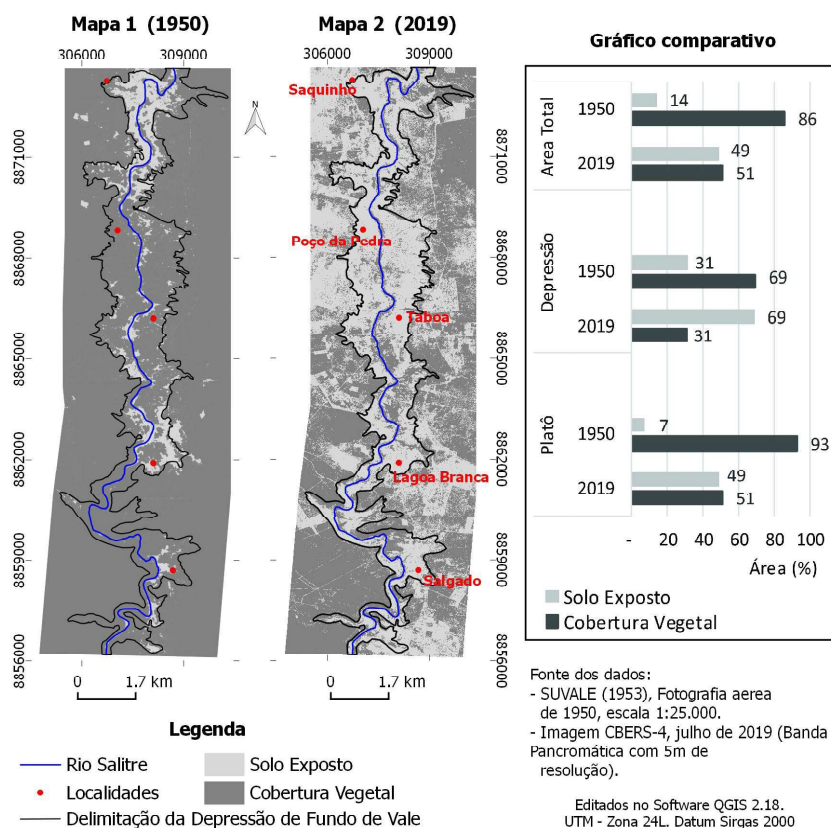 Mapa 1 (1950)
306000 309000
8871000
8868000
8865000
8862000
8859000
8856000
N
0 1.7 km
Mapa 2 (2019)
306000 309000
Saquinho
Poço da Pedra
Taboa
Lagoa Branca
Salgado
8871000
8868000
8865000
8862000
8859000
8856000
0 1.7 km
Gráfico comparativo
Área Total
1950
14
86
2019
49
51
Depressão
1950
31
69
2019
69
31
Platô
1950
7
93
2019
49
51
- 20 40 60 80 100
Área (%)
Solo Exposto
Cobertura Vegetal
Legenda
Rio Salitre
Solo Exposto
Localidades
Cobertura Vegetal
Delimitação da Depressão de Fundo de Vale
Fonte dos dados:
- SUVALE (1953), Fotografia aerea
de 1950, escala 1:25.000.
- Imagem CBERS-4, julho de 2019 (Banda
Pancromática com 5m de
resolução).
Editados no Software QGIS 2.18.
UTM - Zona 24L. Datum Sirgas 2000